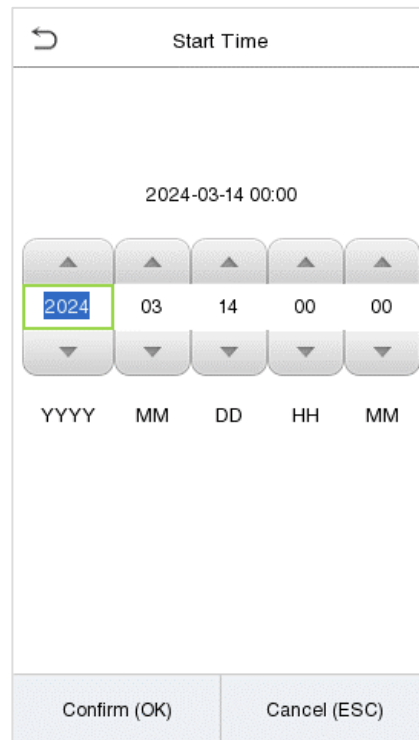 Start Time
2024-03-14 00:00
2024 03 14 00 00
YYYY MM DD HH MM
Confirm (OK) Cancel (ESC)